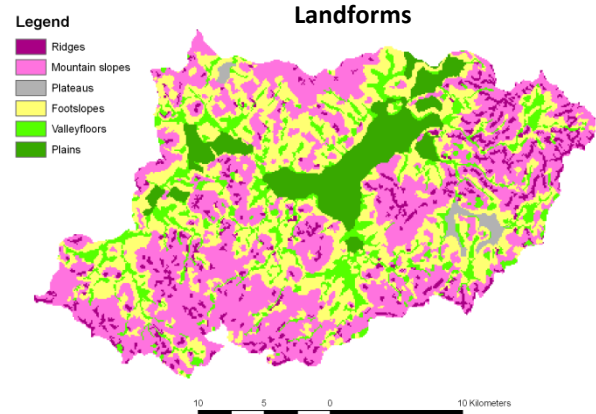 Landforms
Legend
Ridges
Mountain slopes
Plateaus
Footslopes
Valleyfloors
Plains
10 5 0 10 Kilometers